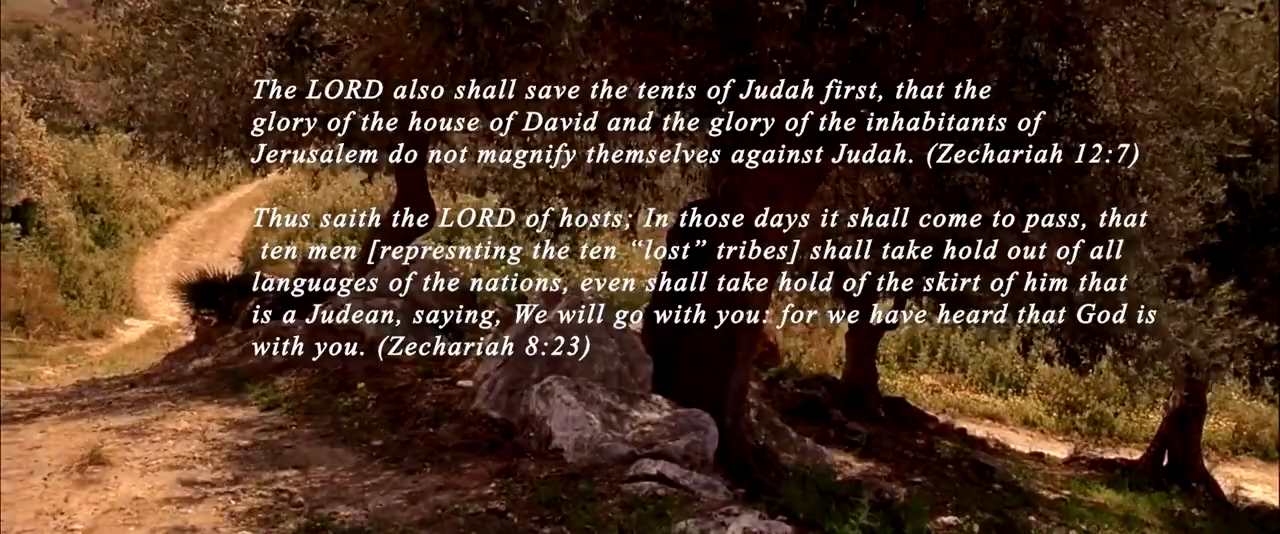 The LORD also shall save the tents of Judah first, that the
glory of the house of David and the glory of the inhabitants of
Jerusalem do not magnify themselves against Judah. (Zechariah 12:7)
Thus saith the LORD of hosts; In those days it shall come to pass, that
ten men [represnting the ten “lost” tribes] shall take hold out of all
languages of the nations, even shall take hold of the skirt of him that
is a Judean, saying, We will go with you: for we have heard that God is
with you. (Zechariah 8:23)